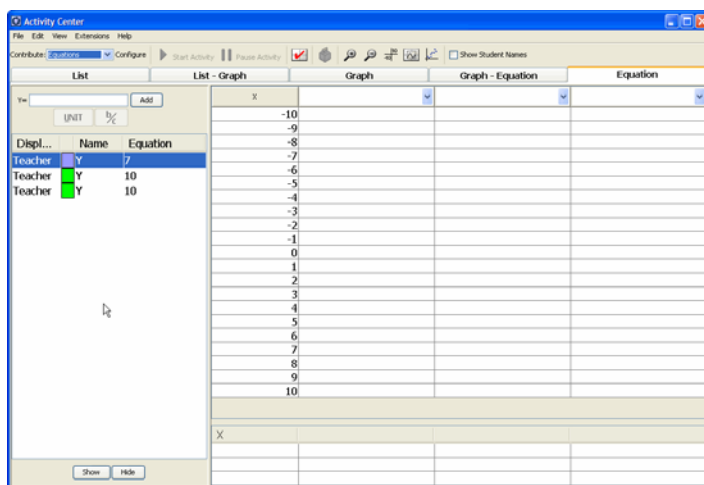 Activity Center
File Edit View Extensions Help
Contribute: Equations Configure Start Activity Pause Activity Show Student Names
List List - Graph Graph Graph - Equation Equation
Y= Add
UNIT b/c
Displ... Name Equation
Teacher Y 7
Teacher Y 10
Teacher Y 10
Show Hide
X
-10
-9
-8
-7
-6
-5
-4
-3
-2
-1
0
1
2
3
4
5
6
7
8
9
10
X